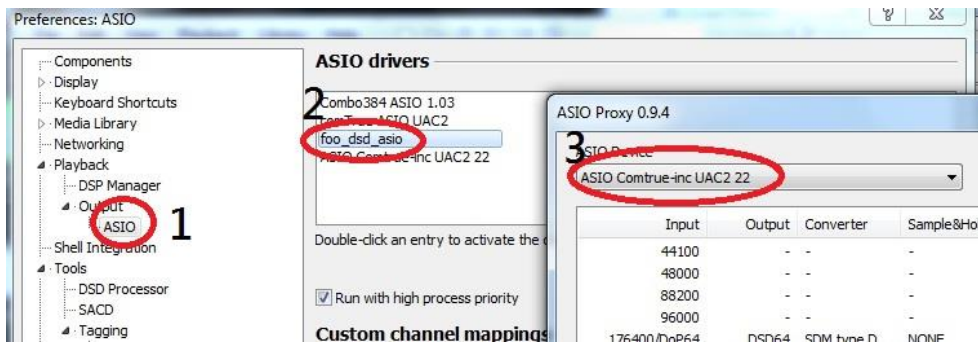 Preferences: ASIO
Components
Display
Keyboard Shortcuts
Media Library
Networking
Playback
DSP Manager
Output
ASIO
1
Shell Integration
Tools
DSD Processor
SACD
Tagging
ASIO drivers
2
Combo384 ASIO 1.03
ComTrue ASIO UAC2
foo_dsd_asio
ASIO Comtrue-inc UAC2 22
Double-click an entry to activate the
Run with high process priority
Custom channel mappings
ASIO Proxy 0.9.4
3
ASIO Device
ASIO Comtrue-inc UAC2 22
Input Output Converter Sample&Ho
44100 - - -
48000 - - -
88200 - - -
96000 - - -
176400/DoP64 DSD64 SDM type D NONE